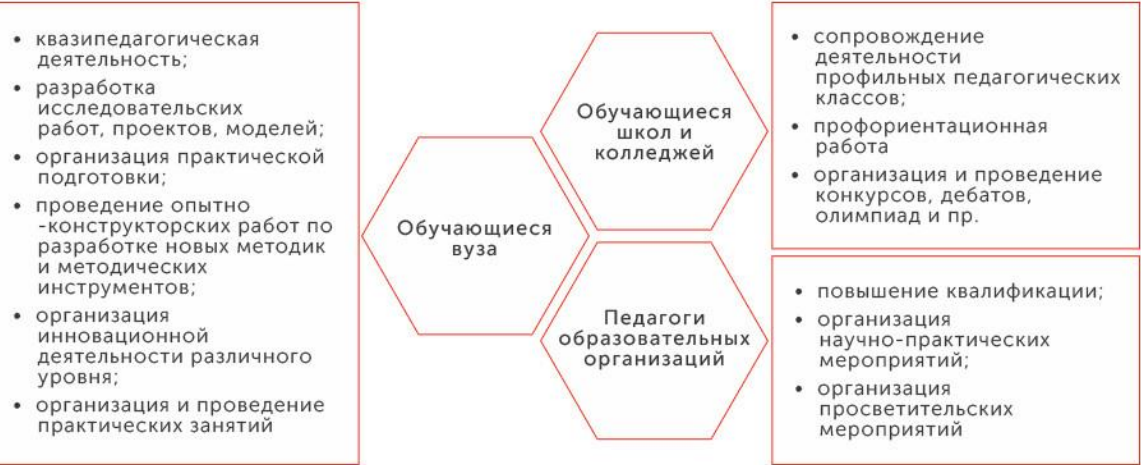 • квазипедагогическая
деятельность;
• разработка
исследовательских
работ, проектов, моделей;
• организация практической
подготовки;
• проведение опытно
-конструкторских работ по
разработке новых методик
и методических
инструментов;
• организация
инновационной
деятельности различного
уровня;
• организация и проведение
практических занятий
Обучающиеся
вуза
Обучающиеся
школ и
колледжей
• сопровождение
деятельности
профильных педагогических
классов;
• профориентационная
работа
• организация и проведение
конкурсов, дебатов,
олимпиад и пр.
Педагоги
образовательных
организаций
• повышение квалификации;
• организация
научно-практических
мероприятий;
• организация
просветительских
мероприятий